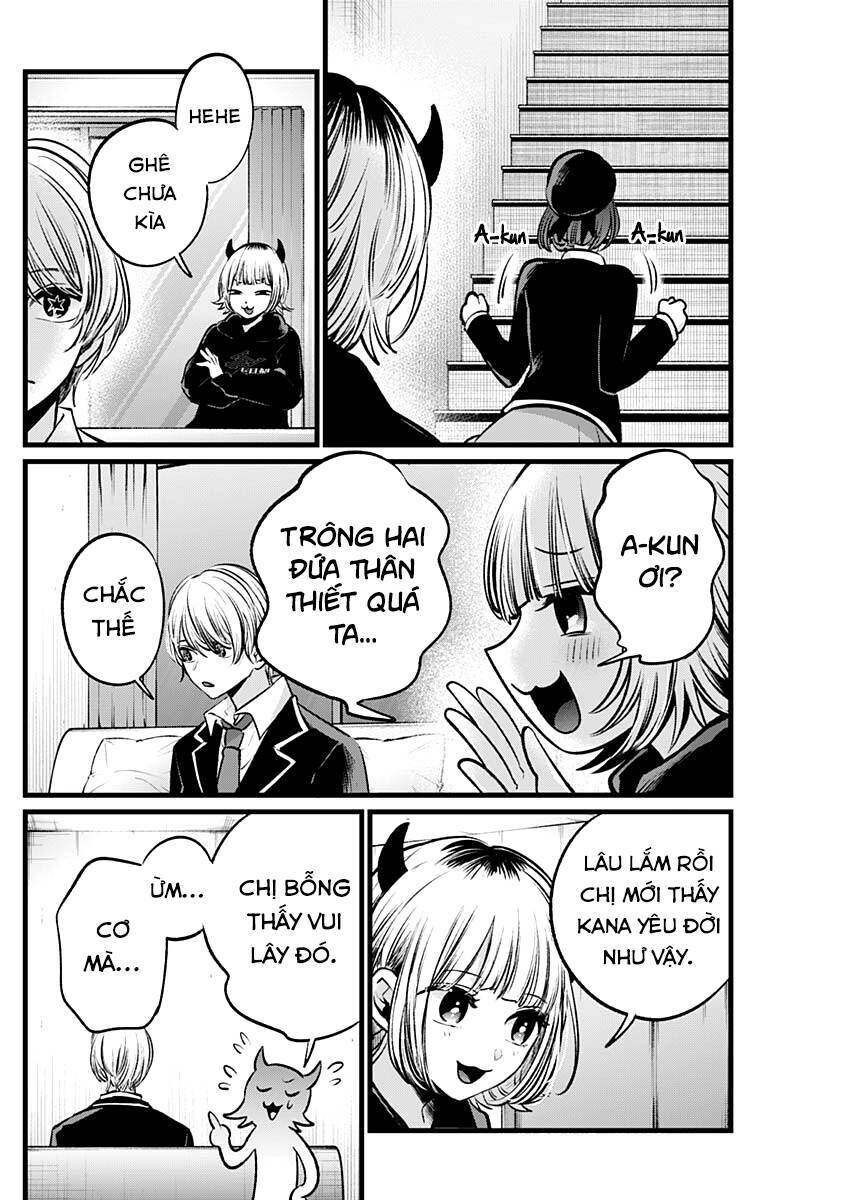 A-kun
A-kun
HEHE
GHÊ
CHƯA
KÌA
A-KUN
ƠI?
TRÔNG HAI
ĐỨA THÂN
THIẾT QUÁ
TA...
CHẮC
THẾ
LÂU LẮM RỒI
CHỊ MỚI THẤY
KANA YÊU ĐỜI
NHƯ VẬY.
CHỊ BỖNG
THẤY VUI
LÂY ĐÓ.
ỪM...
CƠ
MÀ...